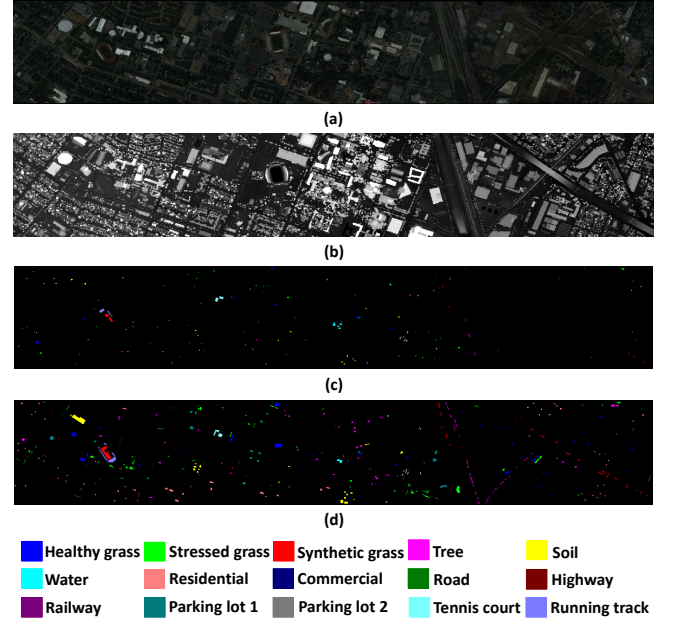 (a)
(b)
(c)
(d)
Healthy grass Stressed grass Synthetic grass Tree Soil
Water Residential Commercial Road Highway
Railway Parking lot 1 Parking lot 2 Tennis court Running track